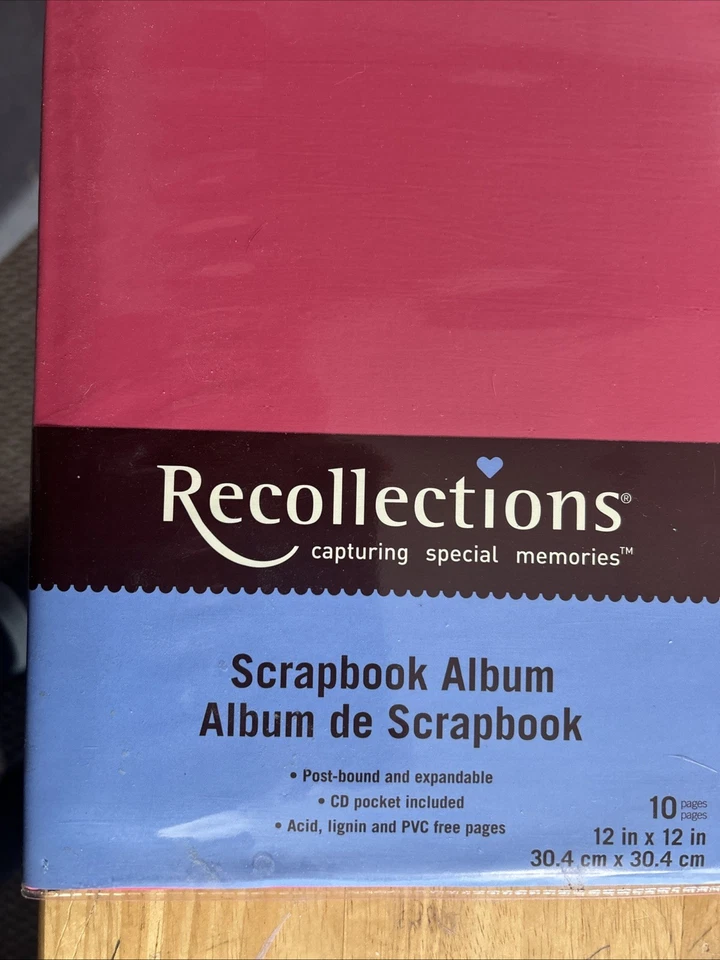 Recollections®
capturing special memories™
Scrapbook Album
Album de Scrapbook
• Post-bound and expandable
• CD pocket included
• Acid, lignin and PVC free pages
10 pages
pages
12 in x 12 in
30.4 cm x 30.4 cm